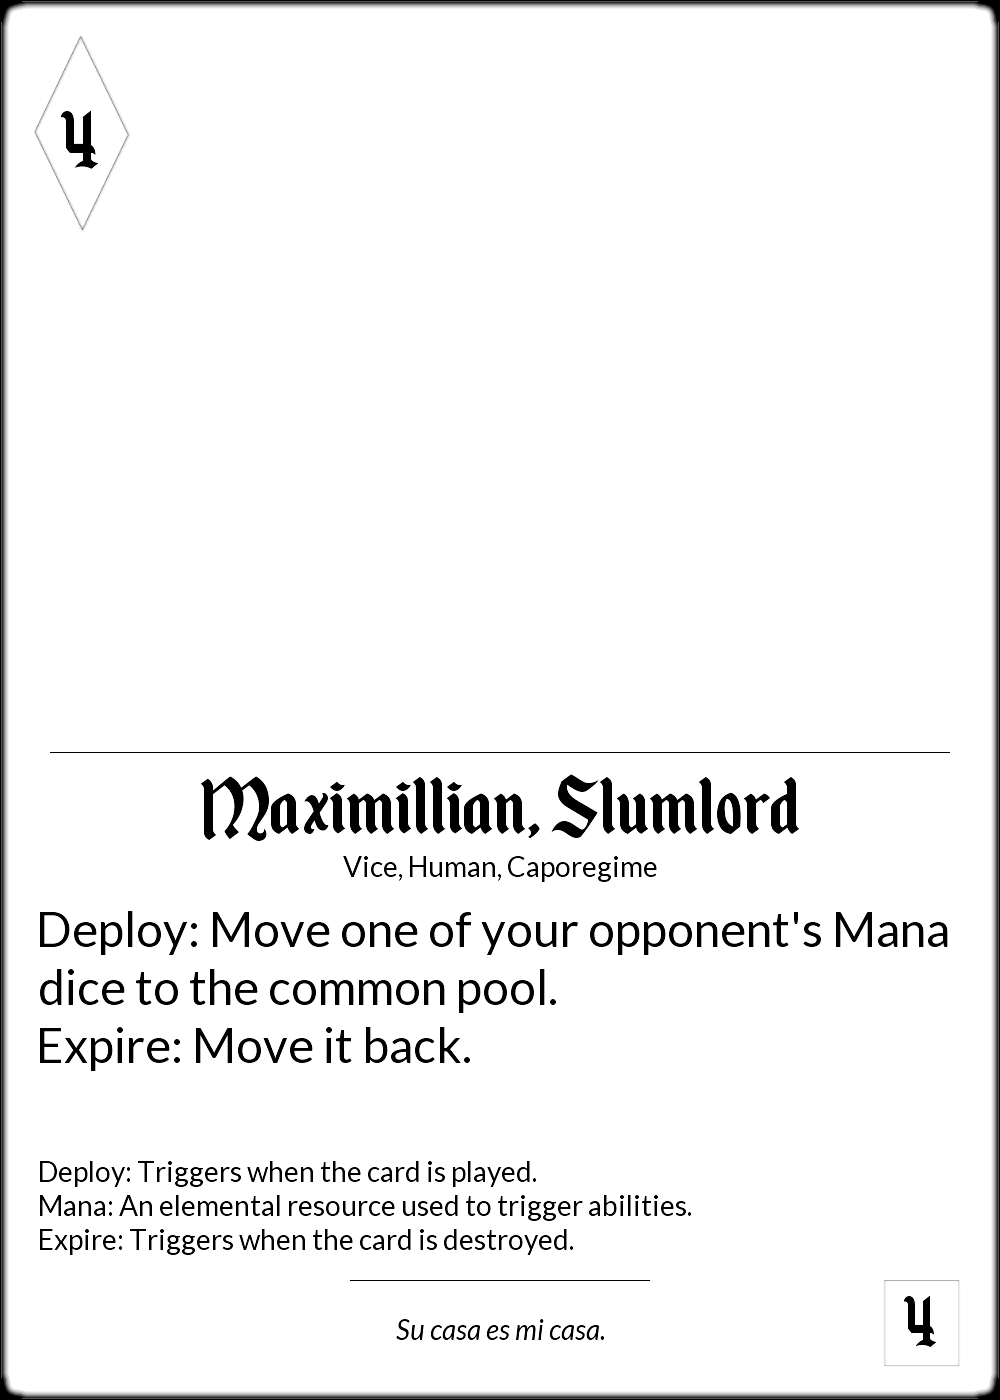 4
Maximillian, Slumlord
Vice, Human, Caporegime
Deploy: Move one of your opponent's Mana
dice to the common pool.
Expire: Move it back.
Deploy: Triggers when the card is played.
Mana: An elemental resource used to trigger abilities.
Expire: Triggers when the card is destroyed.
Su casa es mi casa.
4